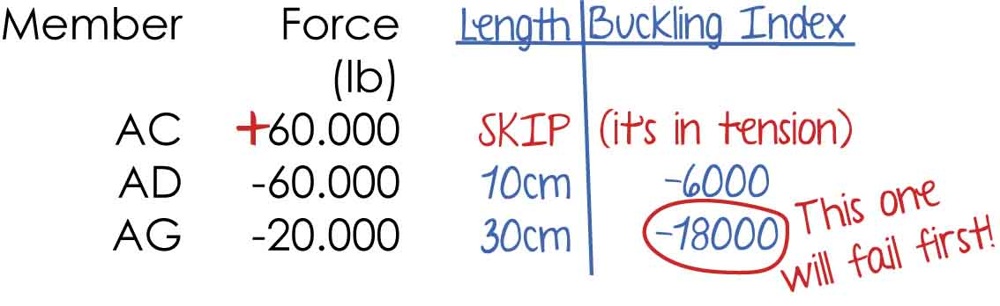 Member Force Length Buckling Index
(lb)
AC +60.000 SKIP (it's in tension)
AD -60.000 10cm -6000
AG -20.000 30cm -18000
This one
will fail first!